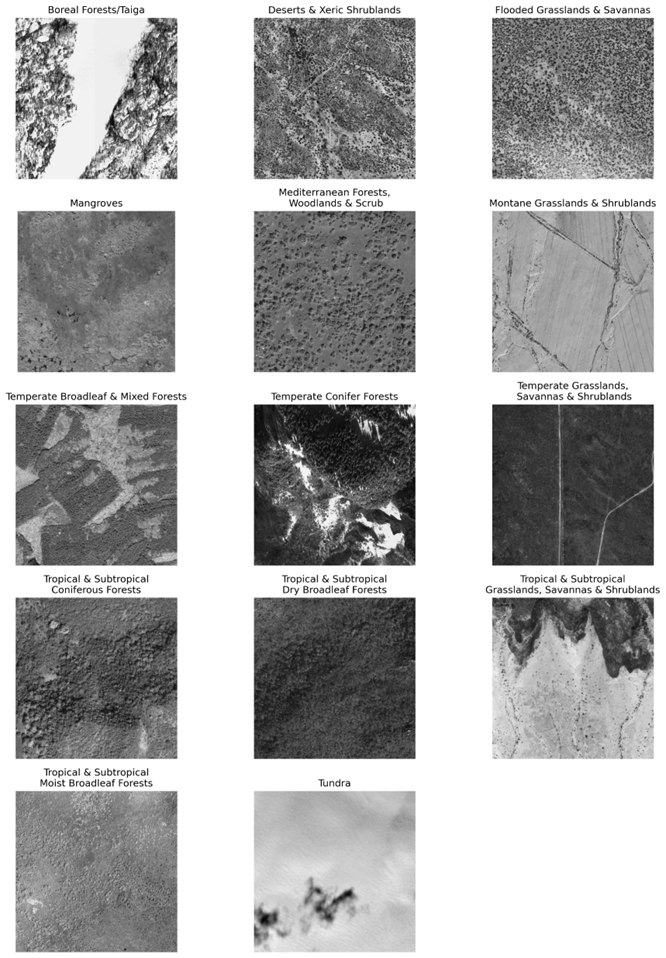 Boreal Forests/Taiga
Deserts & Xeric Shrublands
Flooded Grasslands & Savannas
Mangroves
Mediterranean Forests,
Woodlands & Scrub
Montane Grasslands & Shrublands
Temperate Broadleaf & Mixed Forests
Temperate Conifer Forests
Temperate Grasslands,
Savannas & Shrublands
Tropical & Subtropical
Coniferous Forests
Tropical & Subtropical
Dry Broadleaf Forests
Tropical & Subtropical
Grasslands, Savannas & Shrublands
Tropical & Subtropical
Moist Broadleaf Forests
Tundra